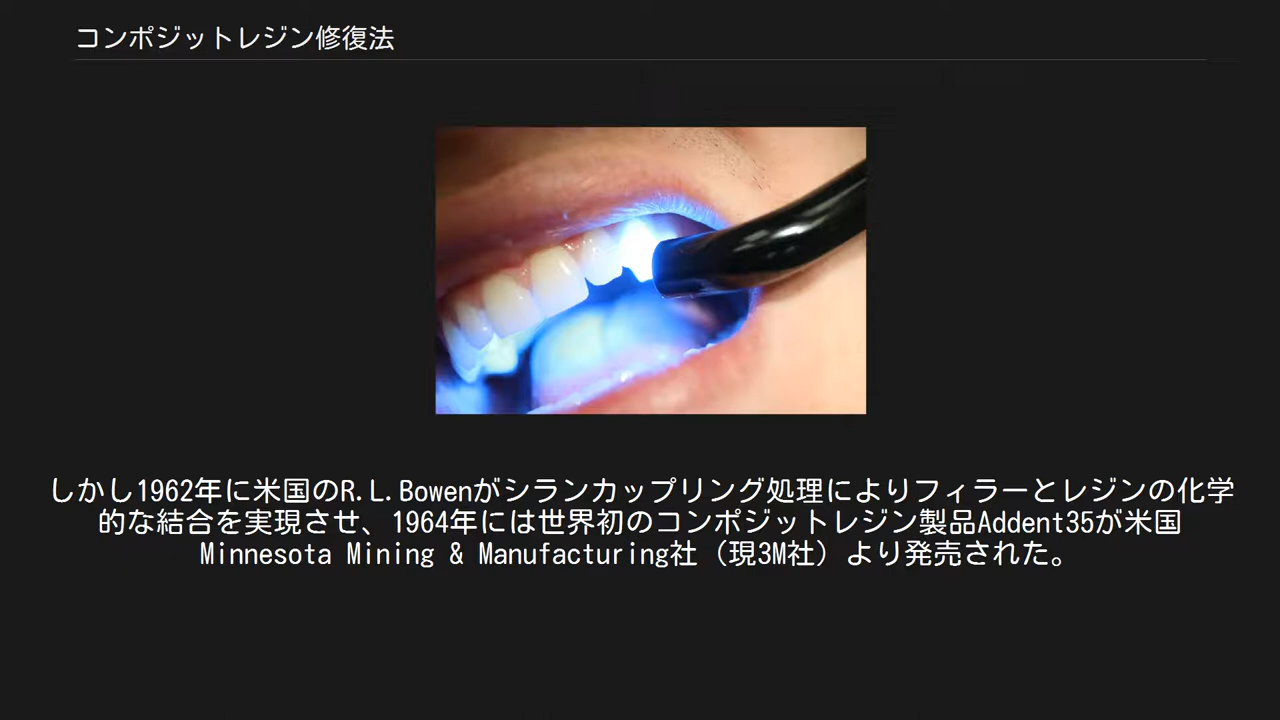 コンポジットレジン修復法
しかし1962年に米国のR.L.Bowenがシランカップリング処理によりフィラーとレジンの化学
的な結合を実現させ、1964年には世界初のコンポジットレジン製品Addent35が米国
Minnesota Mining & Manufacturing社（現3M社）より発売された。